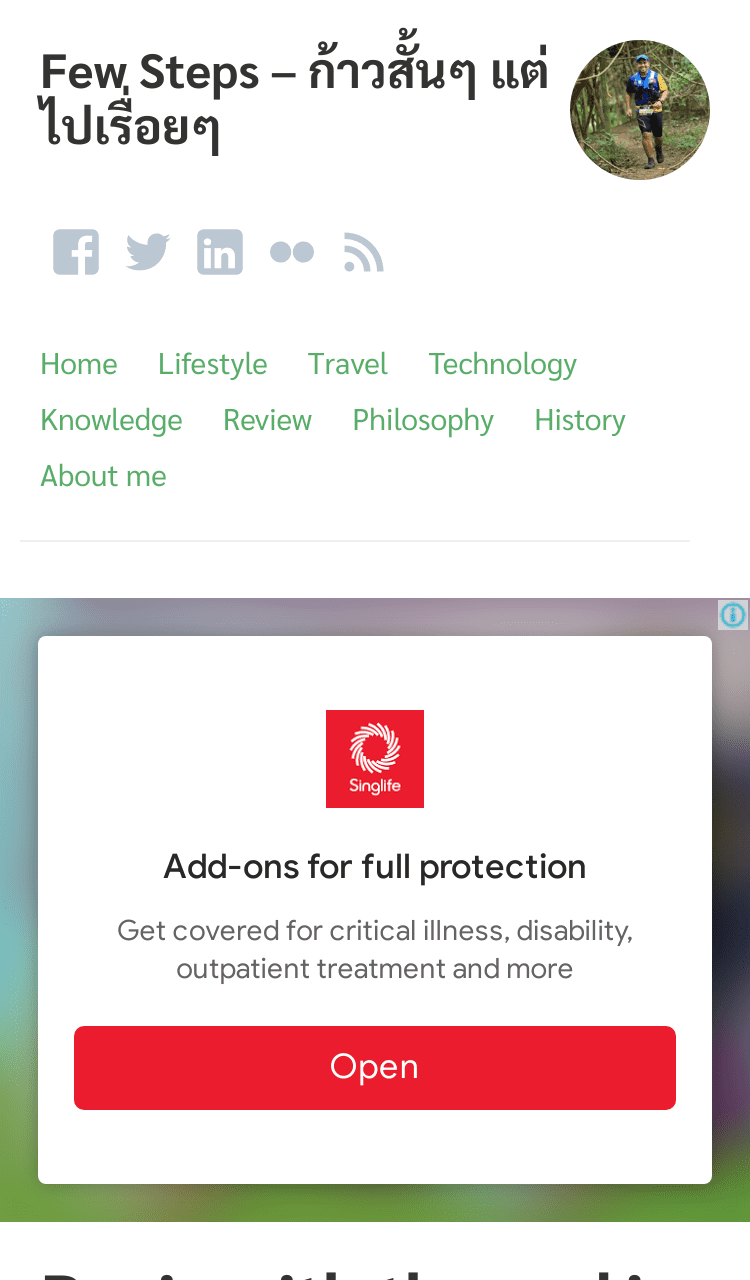 Few Steps – ก้าวสั้นๆ แต่
ไปเรื่อยๆ
Home Lifestyle Travel Technology
Knowledge Review Philosophy History
About me
Singlife
Add-ons for full protection
Get covered for critical illness, disability,
outpatient treatment and more
Open